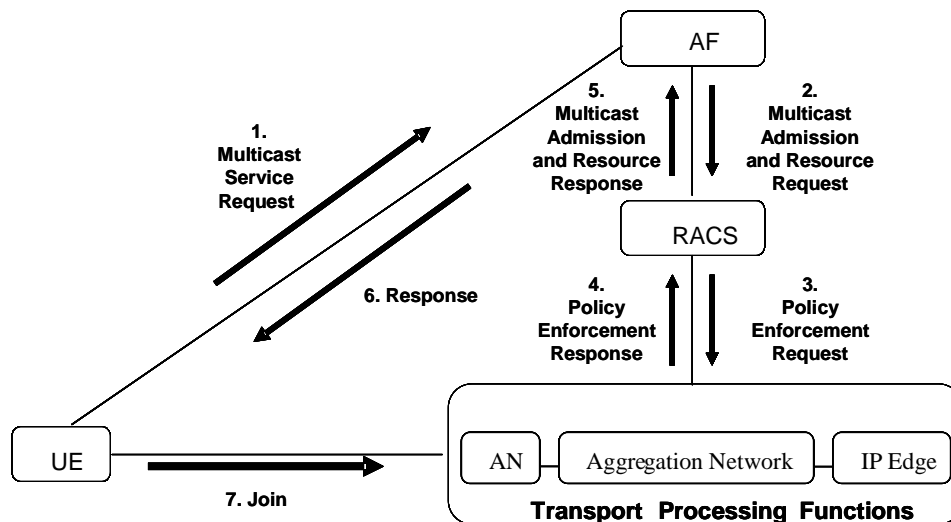 AF
1.
Multicast
Service
Request
5.
Multicast
Admission
and Resource
Response
2.
Multicast
Admission
and Resource
Request
RACS
6. Response
4.
Policy
Enforcement
Response
3.
Policy
Enforcement
Request
UE
7. Join
AN
Aggregation Network
IP Edge
Transport Processing Functions